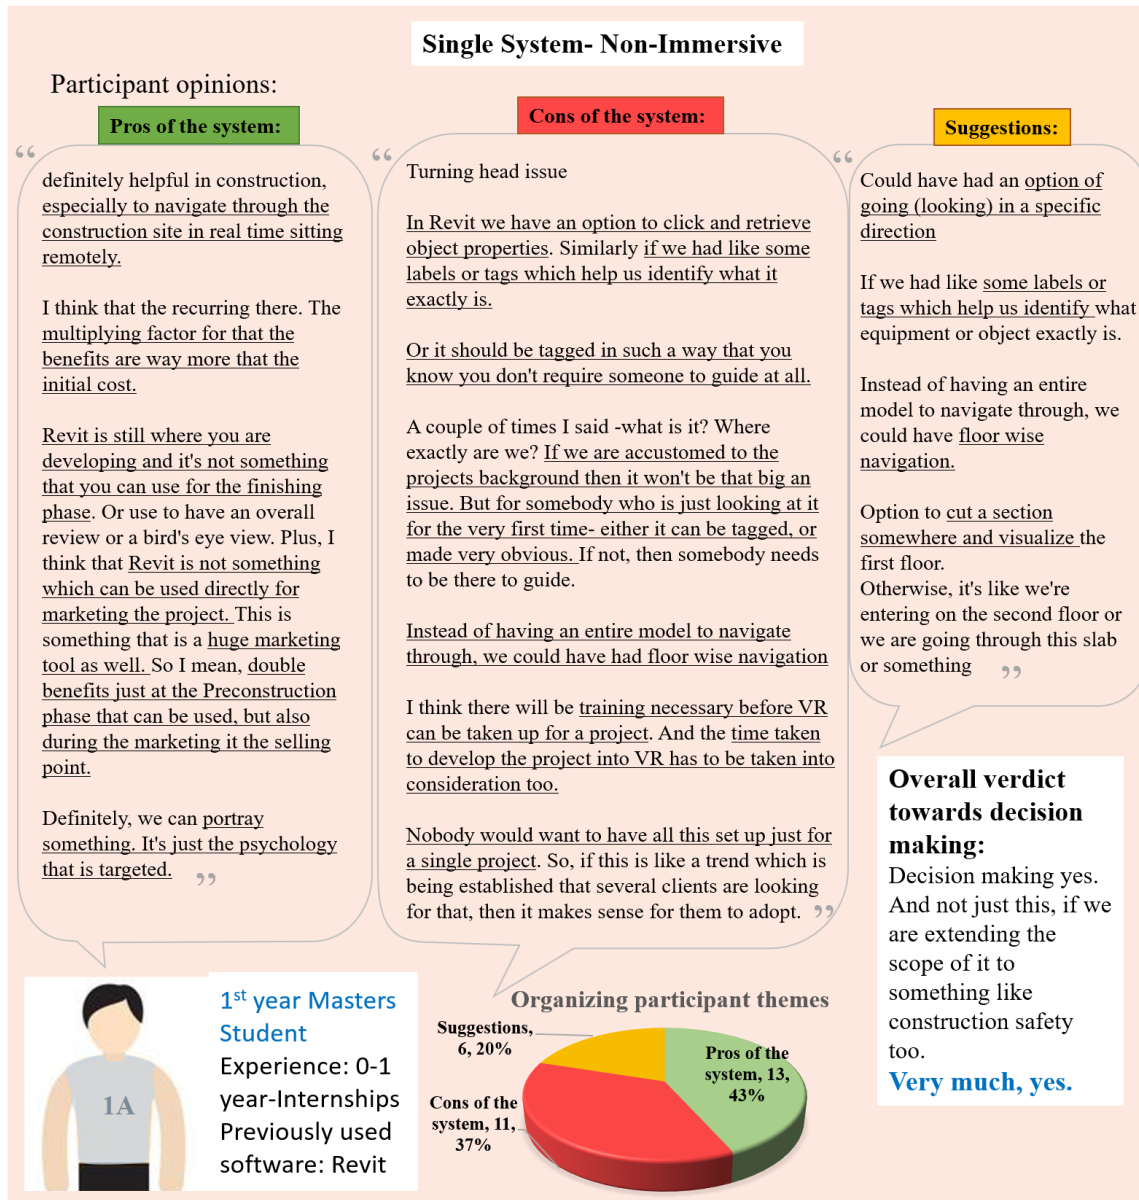 Single System- Non-Immersive
Participant opinions:
Pros of the system:
“
definitely helpful in construction,
especially to navigate through the
construction site in real time sitting
remotely.
I think that the recurring there. The
multiplying factor for that the
benefits are way more that the
initial cost.
Revit is still where you are
developing and it's not something
that you can use for the finishing
phase. Or use to have an overall
review or a bird's eye view. Plus, I
think that Revit is not something
which can be used directly for
marketing the project. This is
something that is a huge marketing
tool as well. So I mean, double
benefits just at the Preconstruction
phase that can be used, but also
during the marketing it the selling
point.
Definitely, we can portray
something. It's just the psychology
that is targeted.
”
Cons of the system:
“
Turning head issue
In Revit we have an option to click and retrieve
object properties. Similarly if we had like some
labels or tags which help us identify what it
exactly is.
Or it should be tagged in such a way that you
know you don't require someone to guide at all.
A couple of times I said -what is it? Where
exactly are we? If we are accustomed to the
projects background then it won't be that big an
issue. But for somebody who is just looking at it
for the very first time- either it can be tagged, or
made very obvious. If not, then somebody needs
to be there to guide.
Instead of having an entire model to navigate
through, we could have had floor wise navigation
I think there will be training necessary before VR
can be taken up for a project. And the time taken
to develop the project into VR has to be taken into
consideration too.
Nobody would want to have all this set up just for
a single project. So, if this is like a trend which is
being established that several clients are looking
for that, then it makes sense for them to adopt.
”
Suggestions:
“
Could have had an option of
going (looking) in a specific
direction
If we had like some labels or
tags which help us identify what
equipment or object exactly is.
Instead of having an entire
model to navigate through, we
could have floor wise
navigation.
Option to cut a section
somewhere and visualize the
first floor.
Otherwise, it's like we're
entering on the second floor or
we are going through this slab
or something
”
Overall verdict
towards decision
making:
Decision making yes.
And not just this, if we
are extending the
scope of it to
something like
construction safety
too.
Very much, yes.
1A
1st year Masters
Student
Experience: 0-1
year-Internships
Previously used
software: Revit
Organizing participant themes
Suggestions,
6, 20%
Pros of the
system, 13,
43%
Cons of the
system, 11,
37%